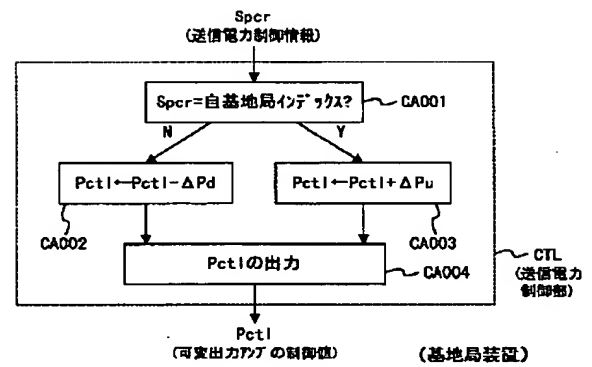 Spcr
(送信電力制御情報)
Spcr=自基地局インデックス?
CA001
N
Y
Pctl←Pctl-ΔPd
Pctl←Pctl+ΔPu
CA002
CA003
Pctlの出力
CA004
CTL
(送信電力
制御部)
Pctl
(可変出力アンプの制御値)
(基地局装置)